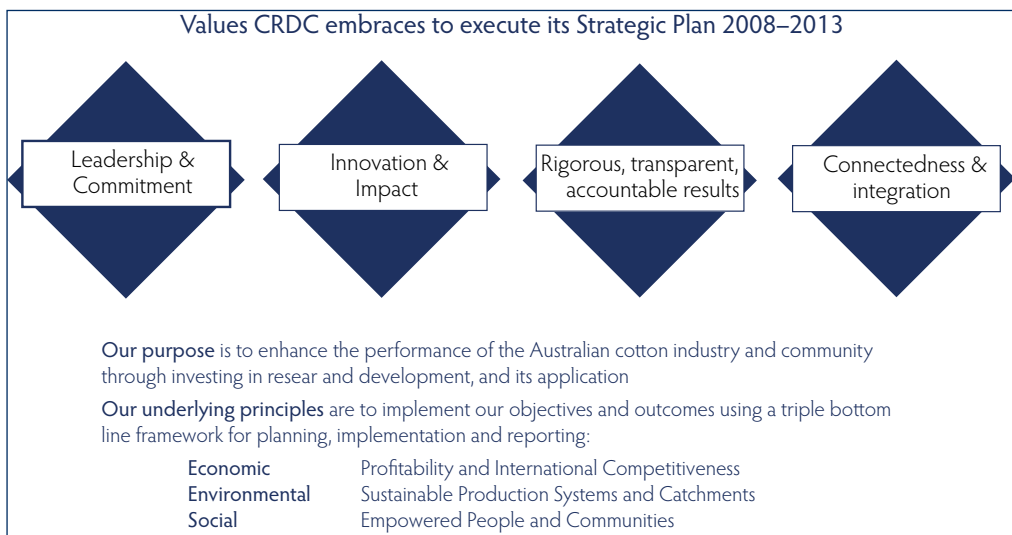 Values CRDC embraces to execute its Strategic Plan 2008–2013
Leadership &
Commitment
Innovation &
Impact
Rigorous, transparent,
accountable results
Connectedness &
integration
Our purpose is to enhance the performance of the Australian cotton industry and community
through investing in resear and development, and its application
Our underlying principles are to implement our objectives and outcomes using a triple bottom
line framework for planning, implementation and reporting:
Economic Profitability and International Competitiveness
Environmental Sustainable Production Systems and Catchments
Social Empowered People and Communities